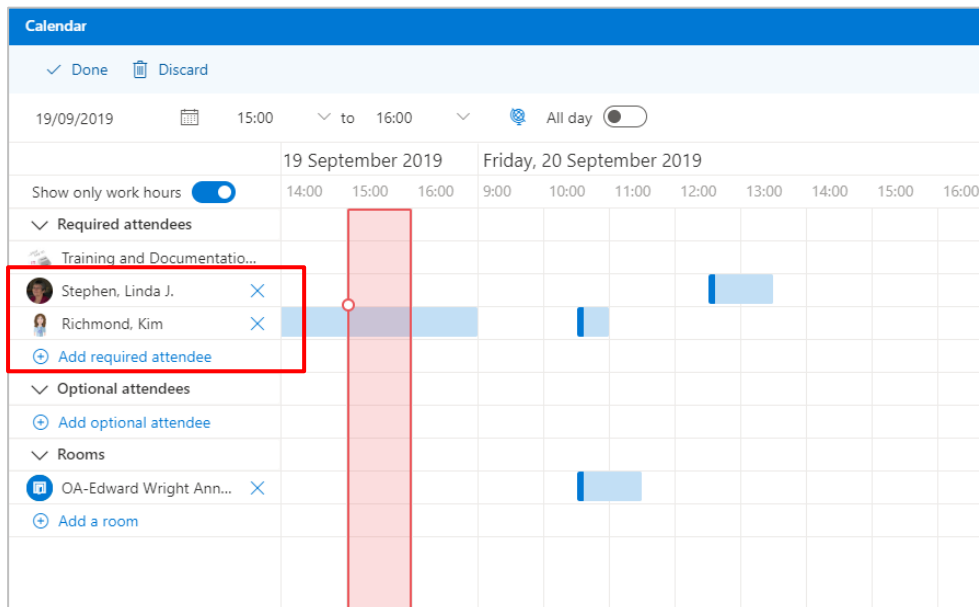 Calendar
Done Discard
19/09/2019 15:00 to 16:00 All day
19 September 2019 Friday, 20 September 2019
Show only work hours 14:00 15:00 16:00 9:00 10:00 11:00 12:00 13:00 14:00 15:00 16:00
Required attendees
Training and Documentatio...
Stephen, Linda J.
Richmond, Kim
Add required attendee
Optional attendees
Add optional attendee
Rooms
OA-Edward Wright Ann...
Add a room